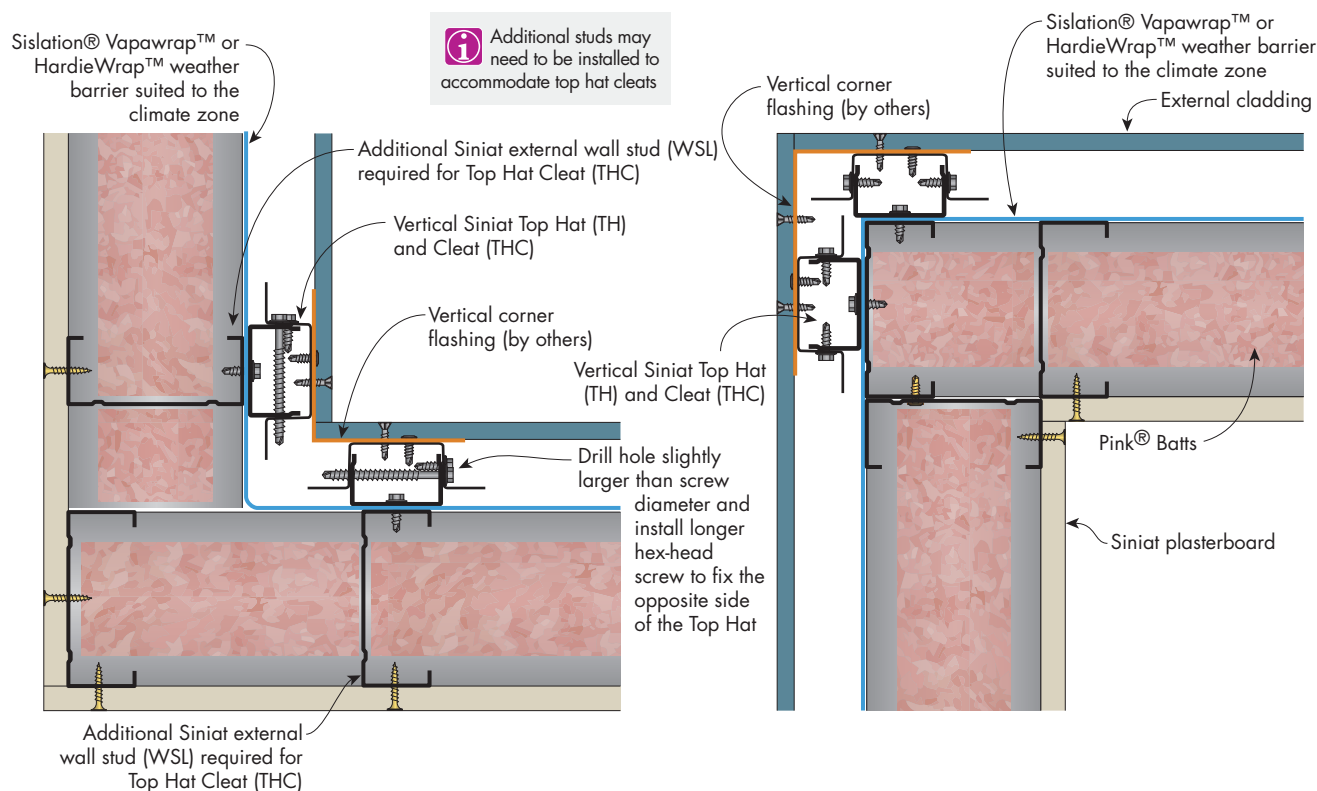 Sislation® Vapawrap™ or
HardieWrap™ weather
barrier suited to the
climate zone
Additional studs may
need to be installed to
accommodate top hat cleats
Additional Siniat external wall stud (WSL)
required for Top Hat Cleat (THC)
Vertical Siniat Top Hat (TH)
and Cleat (THC)
Vertical corner
flashing (by others)
Drill hole slightly
larger than screw
diameter and
install longer
hex-head
screw to fix the
opposite side
of the Top Hat
Additional Siniat external
wall stud (WSL) required for
Top Hat Cleat (THC)
Sislation® Vapawrap™ or
HardieWrap™ weather barrier
suited to the climate zone
Vertical corner
flashing (by others)
External cladding
Vertical Siniat Top Hat
(TH) and Cleat (THC)
Pink® Batts
Siniat plasterboard